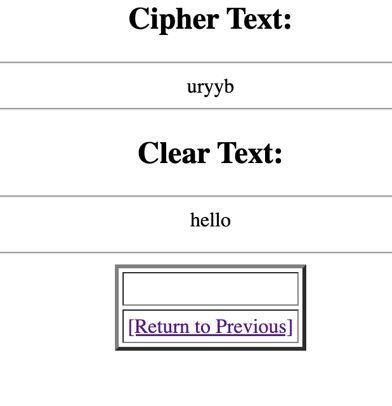 Cipher Text:
uryyb
Clear Text:
hello
[Return to Previous]